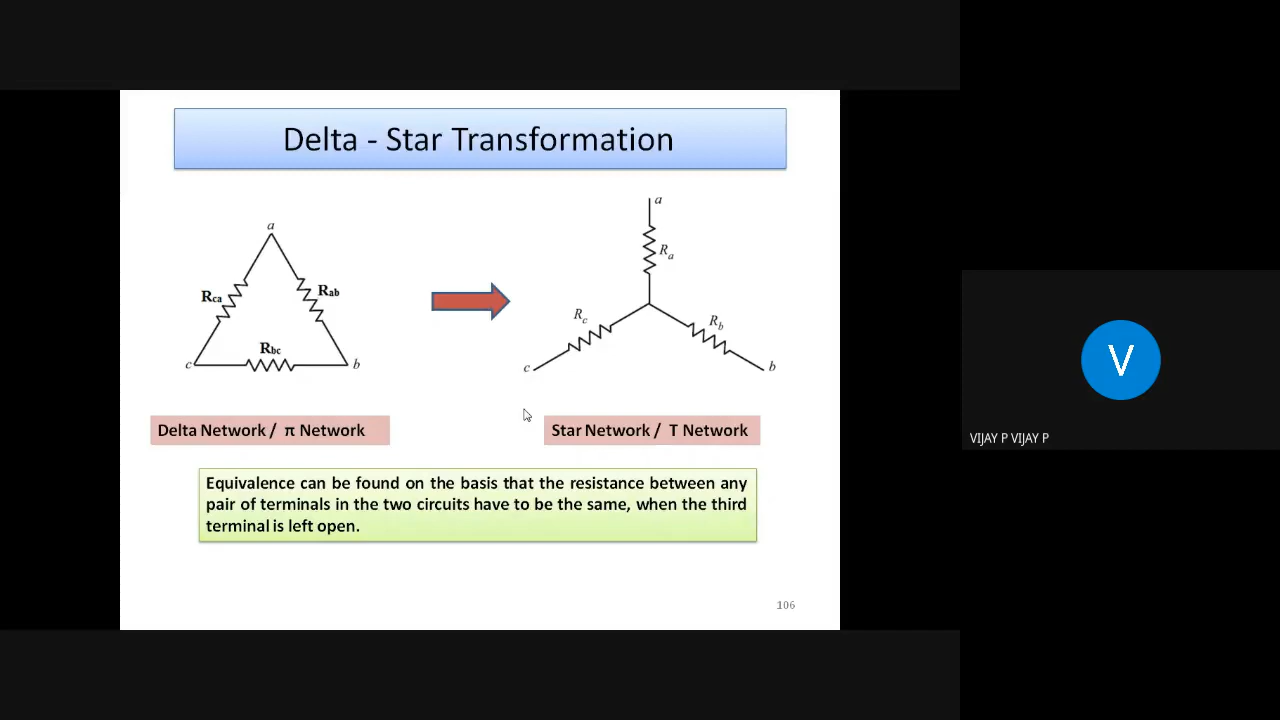 Delta - Star Transformation
a
Rca
Rab
Rbc
c
b
a
Ra
Rc
Rb
c
b
Delta Network / π Network
Star Network / T Network
Equivalence can be found on the basis that the resistance between any
pair of terminals in the two circuits have to be the same, when the third
terminal is left open.
106
V
VIJAY P VIJAY P